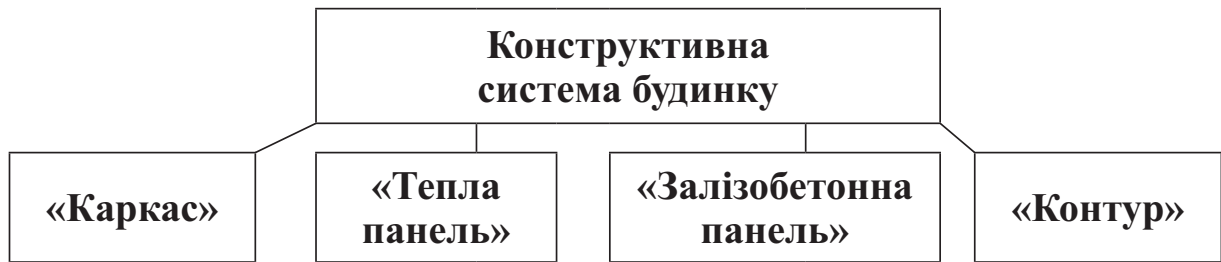 Конструктивна
система будинку
«Каркас»
«Тепла
панель»
«Залізобетонна
панель»
«Контур»